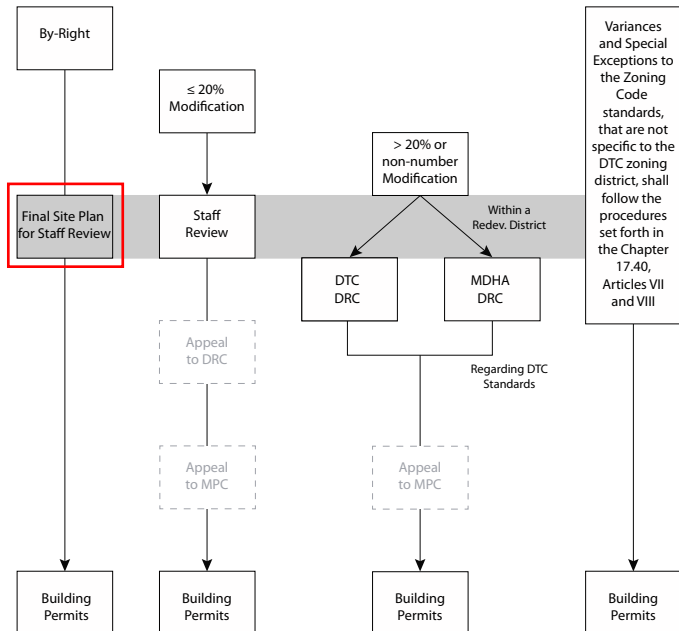 By-Right
≤ 20%
Modification
> 20% or
non-number
Modification
Variances
and Special
Exceptions to
the Zoning
Code
standards,
that are not
specific to the
DTC zoning
district, shall
follow the
procedures
set forth in
the Chapter
17.40,
Articles VII
and VIII
Final Site Plan
for Staff Review
Staff
Review
Within a
Redev. District
DTC
DRC
MDHA
DRC
Appeal
to DRC
Regarding DTC
Standards
Appeal
to MPC
Appeal
to MPC
Building
Permits
Building
Permits
Building
Permits
Building
Permits